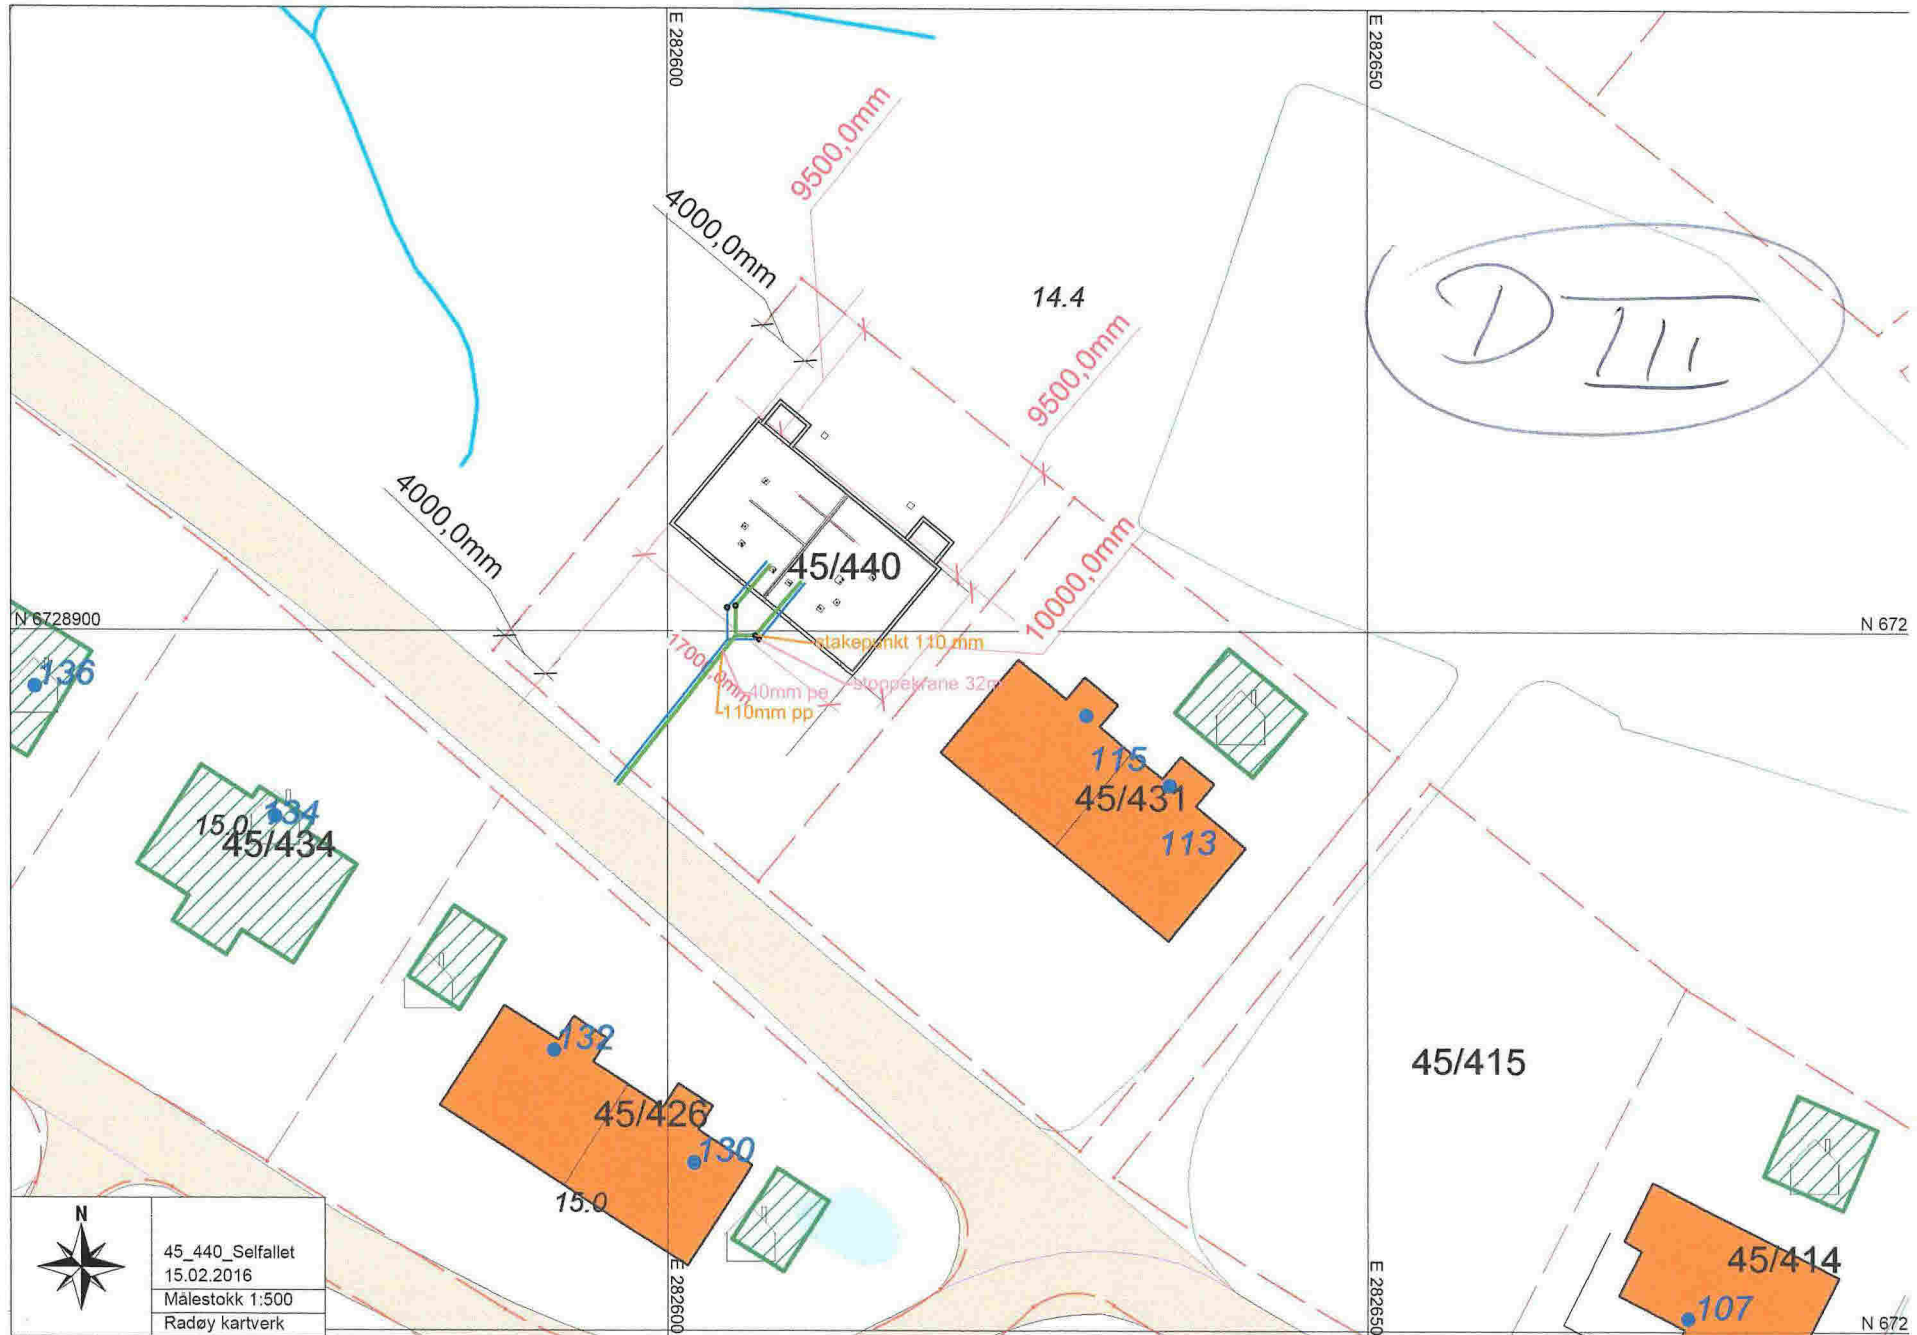 E 282600
E 282650
9500,0mm
4000,0mm
14.4
D III
9500,0mm
4000,0mm
45/440
10000,0mm
N 6728900
N 672
stakepunkt 110 mm
136
17000,0mm
40mm pe
stoppekrane 32m
110mm pp
115
45/431
113
134
15.0
45/434
132
45/426
130
15.0
45/415
45/414
107
N
45_440_Selfallet
15.02.2016
Målestokk 1:500
Radøy kartverk
E 282600
E 282650
N 672